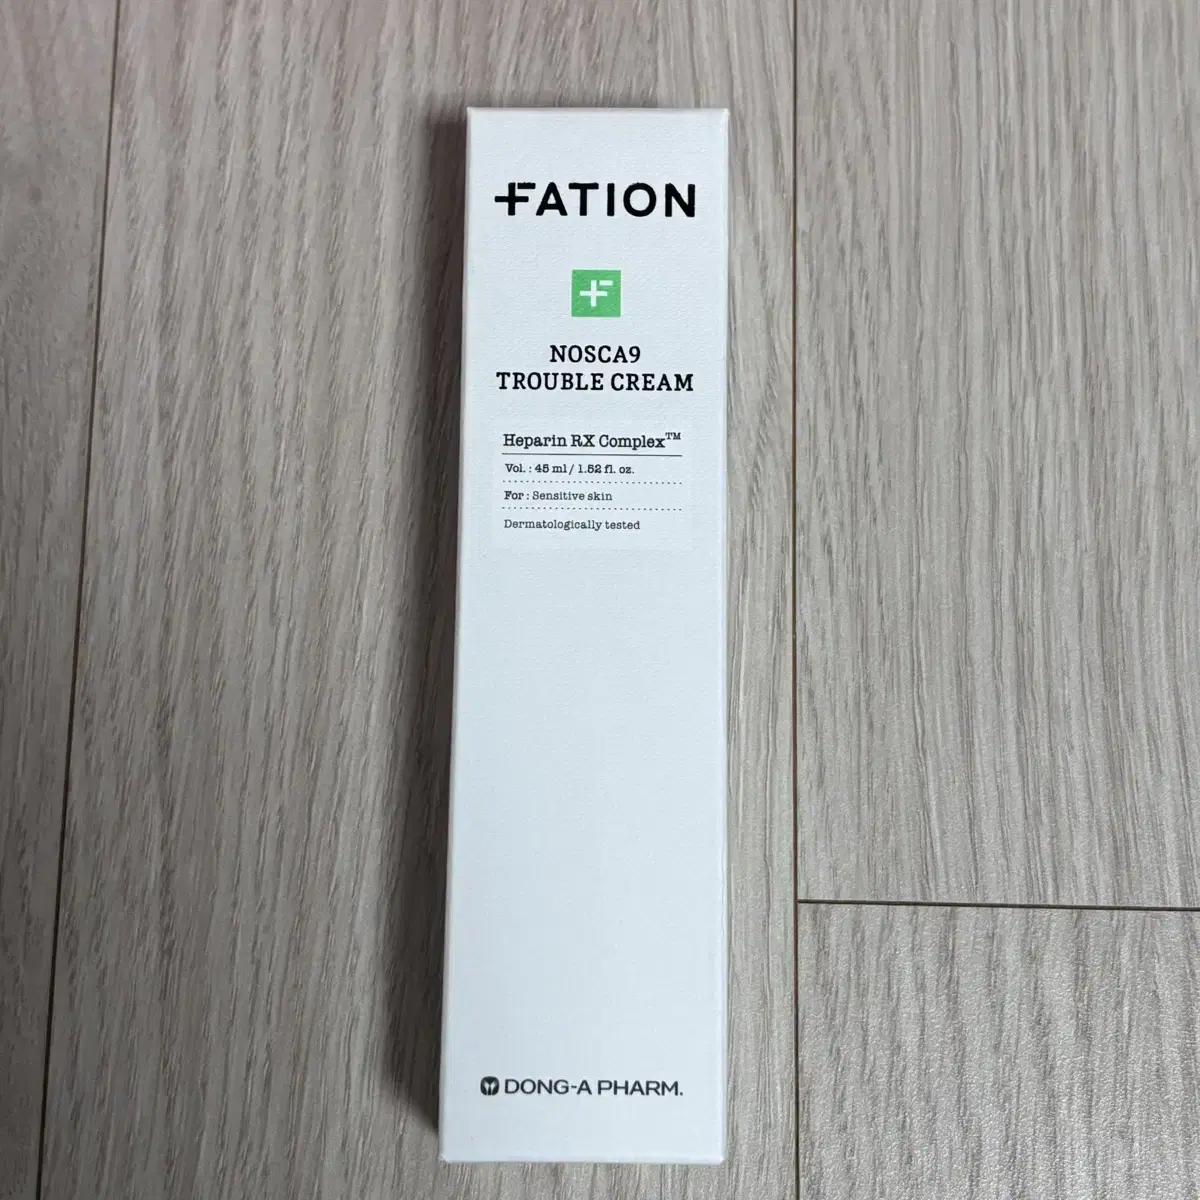 FATION
NOSCA9
TROUBLE CREAM
Heparin RX Complex™
Vol. : 45 ml / 1.52 fl. oz.
For : Sensitive skin
Dermatologically tested
DONG-A PHARM.